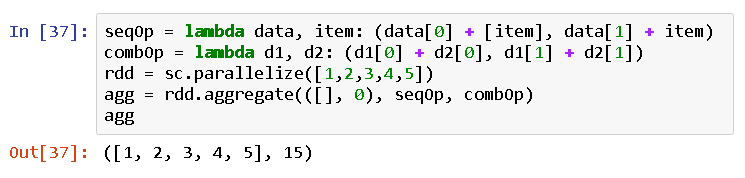 In [37]: seqOp = lambda data, item: (data[0] + [item], data[1] + item)
combOp = lambda d1, d2: (d1[0] + d2[0], d1[1] + d2[1])
rdd = sc.parallelize([1,2,3,4,5])
agg = rdd.aggregate(([], 0), seqOp, combOp)
agg
Out[37]: ([1, 2, 3, 4, 5], 15)